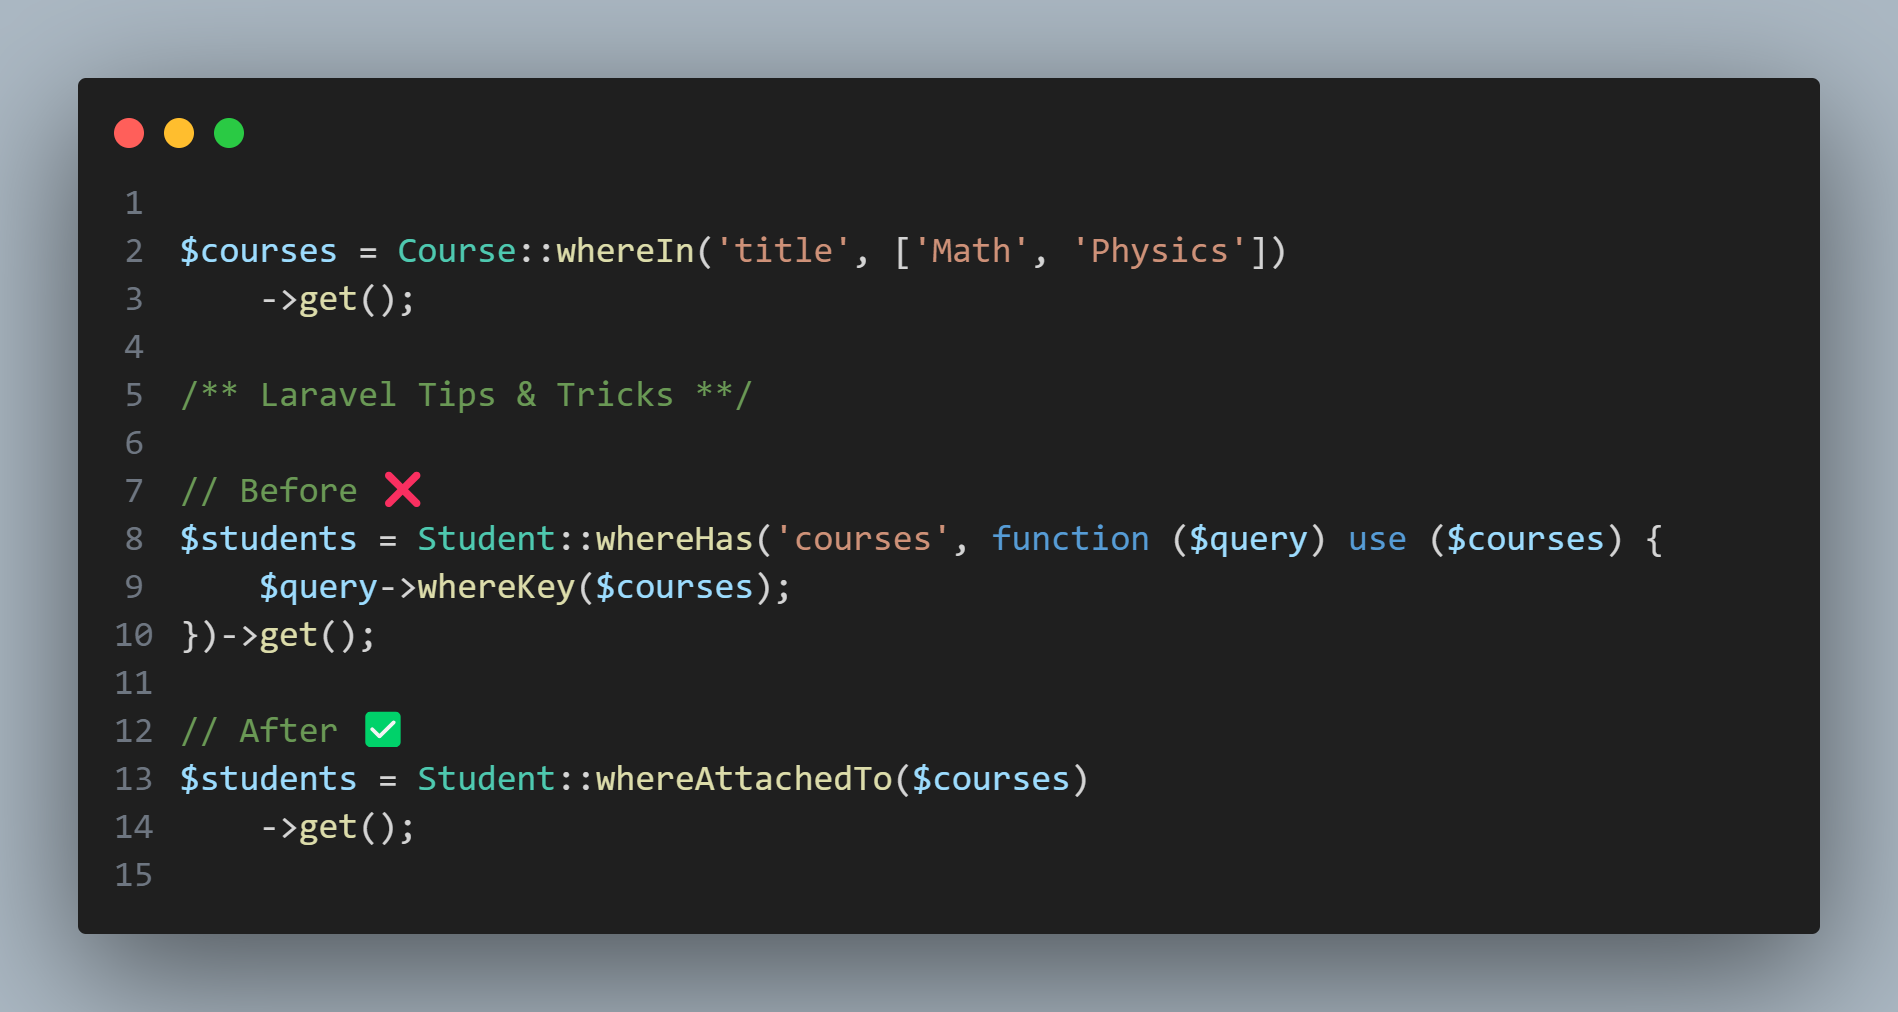 1
2 $courses = Course::whereIn('title', ['Math', 'Physics'])
3     ->get();
4
5 /** Laravel Tips & Tricks **/
6
7 // Before ❌
8 $students = Student::whereHas('courses', function ($query) use ($courses) {
9     $query->whereKey($courses);
10 })->get();
11
12 // After ✅
13 $students = Student::whereAttachedTo($courses)
14     ->get();
15